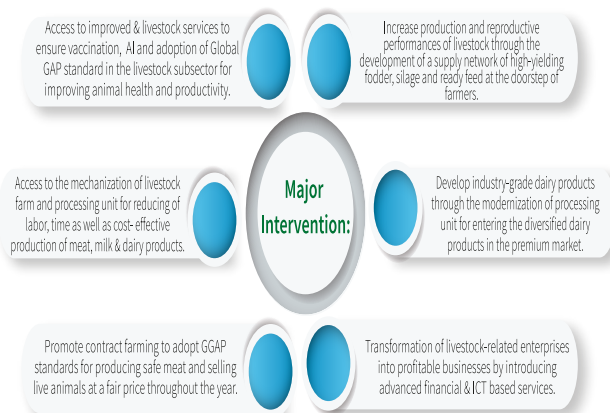 Access to improved & livestock services to
ensure vaccination, AI and adoption of Global
GAP standard in the livestock subsector for
improving animal health and productivity.
Increase production and reproductive
performances of livestock through the
development of a supply network of high-yielding
fodder, silage and ready feed at the doorstep of
farmers.
Access to the mechanization of livestock
farm and processing unit for reducing of
labor, time as well as cost- effective
production of meat, milk & dairy products.
Major
Intervention:
Develop industry-grade dairy products
through the modernization of processing
unit for entering the diversified dairy
products in the premium market.
Promote contract farming to adopt GGAP
standards for producing safe meat and selling
live animals at a fair price throughout the year.
Transformation of livestock-related enterprises
into profitable businesses by introducing
advanced financial & ICT based services.